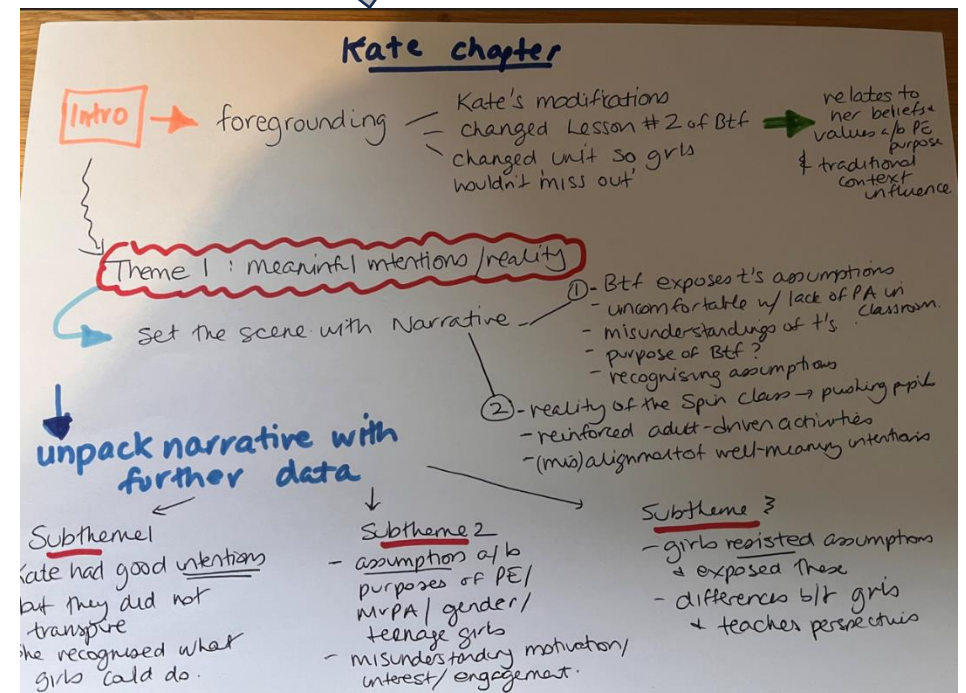 Kate chapter
Intro
foregrounding
Kate's modifications
changed Lesson #2 of Btf
changed unit so grls
wouldn't 'miss out'
relates to
her beliefs &
values a/b PE
purpose
& traditional
context
influence
Theme 1 : meaninful intentions/reality
set the scene with Narrative
① - Btf exposes t's assumptions
- uncomfortable w/ lack of PA in
classroom.
- misunderstandings of t's.
- purpose of Btf ?
- recognising assumptions
② - reality of the Spin class → pushing pupils
- reinforced adult-driven activities
- (mis)alignment of well-meaning intentions
unpack narrative with
further data
Subtheme 1
Kate had good intentions
but they did not
transpire
She recognised what
girls could do.
Subtheme 2
- assumption a/b
purposes of PE/
MVPA/ gender/
teenage girls
- misunderstanding motivation/
interest/ engagement.
Subtheme 3
- girls resisted assumptions
& exposed these
- differences b/t grls
& teaches perspectives